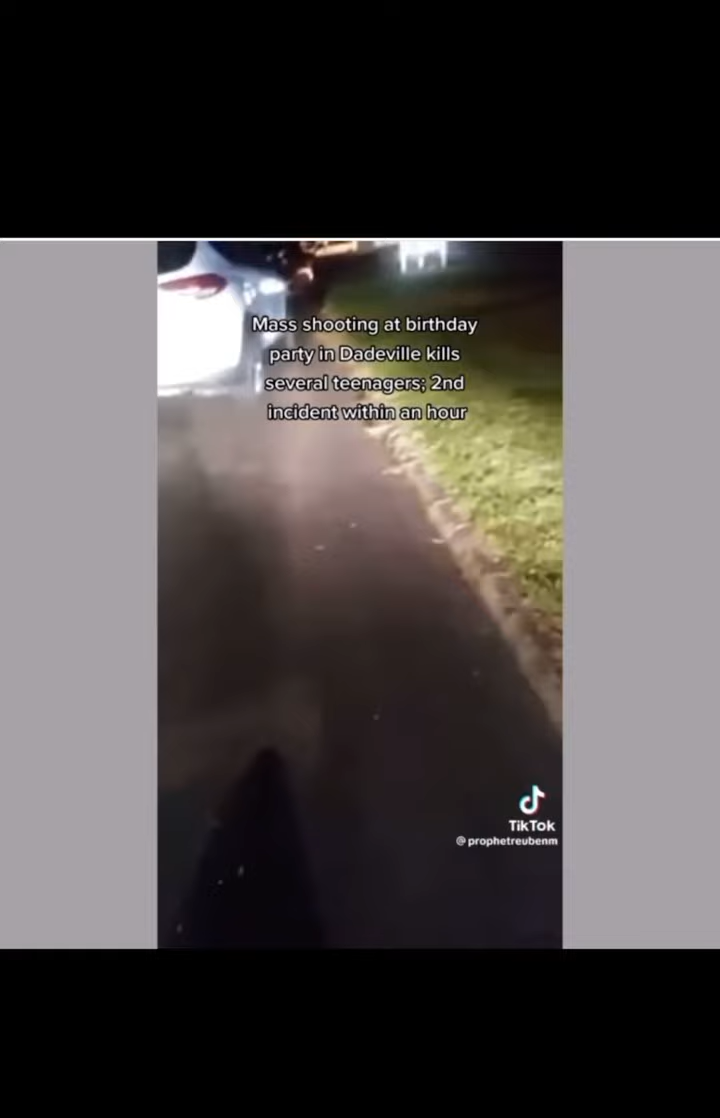 Mass shooting at birthday
party in Dadeville kills
several teenagers; 2nd
incident within an hour
TikTok
@prophetreubenm